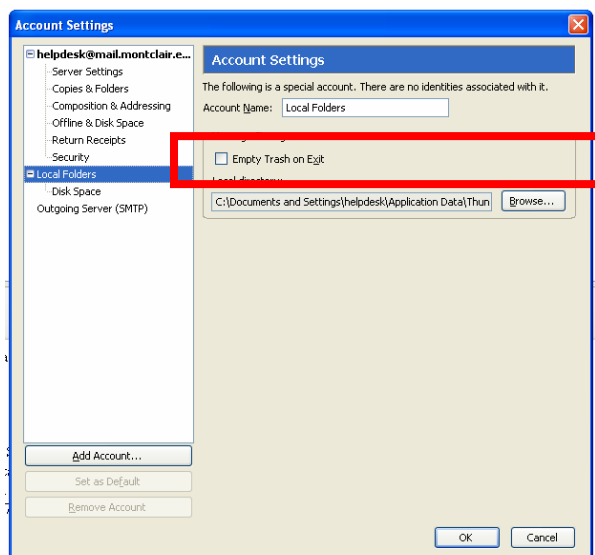 Account Settings
helpdesk@mail.montclair.e...
Server Settings
Copies & Folders
Composition & Addressing
Offline & Disk Space
Return Receipts
Security
Local Folders
Disk Space
Outgoing Server (SMTP)
Add Account...
Set as Default
Remove Account
Account Settings
The following is a special account. There are no identities associated with it.
Account Name: Local Folders
Empty Trash on Exit
Local directory:
C:\Documents and Settings\helpdesk\Application Data\Thun Browse...
OK Cancel